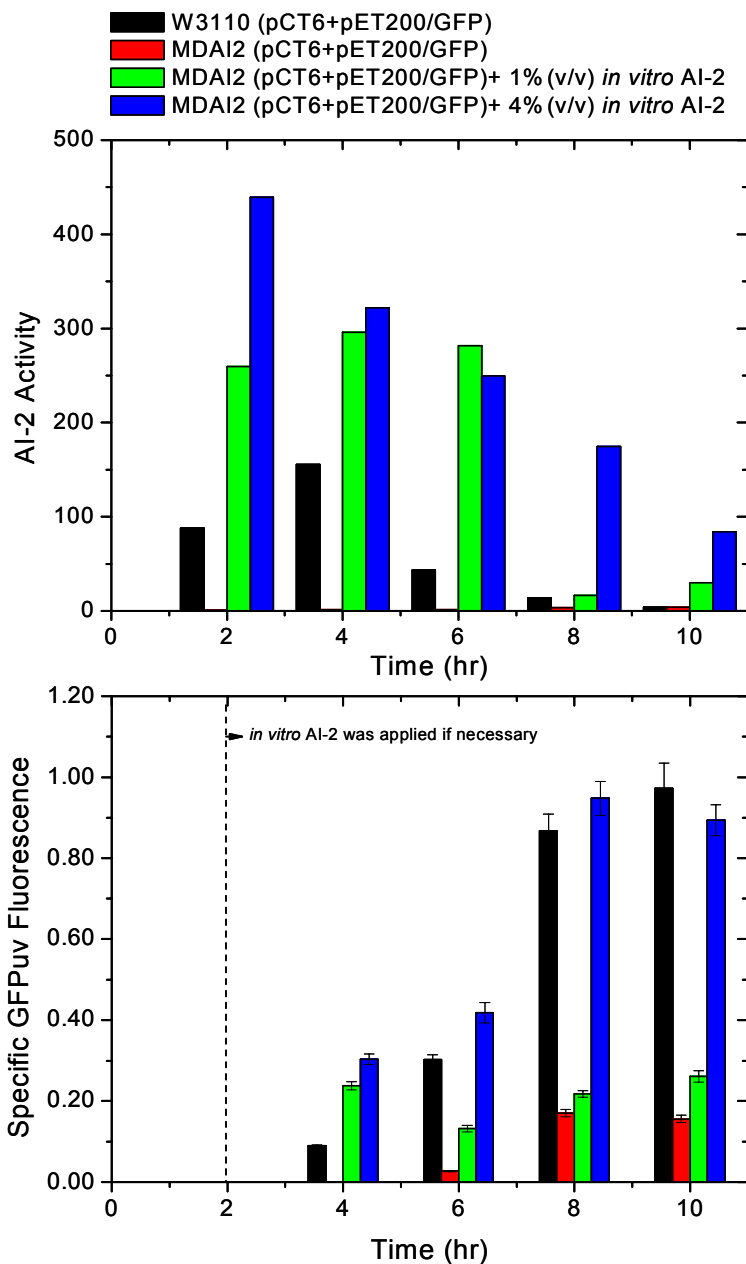 W3110 (pCT6+pET200/GFP)
MDAI2 (pCT6+pET200/GFP)
MDAI2 (pCT6+pET200/GFP)+ 1% (v/v) in vitro AI-2
MDAI2 (pCT6+pET200/GFP)+ 4% (v/v) in vitro AI-2
500
400
300
200
100
0
AI-2 Activity
0 2 4 6 8 10
Time (hr)
1.20
1.00
0.80
0.60
0.40
0.20
0.00
Specific GFPuv Fluorescence
in vitro AI-2 was applied if necessary
0 2 4 6 8 10
Time (hr)